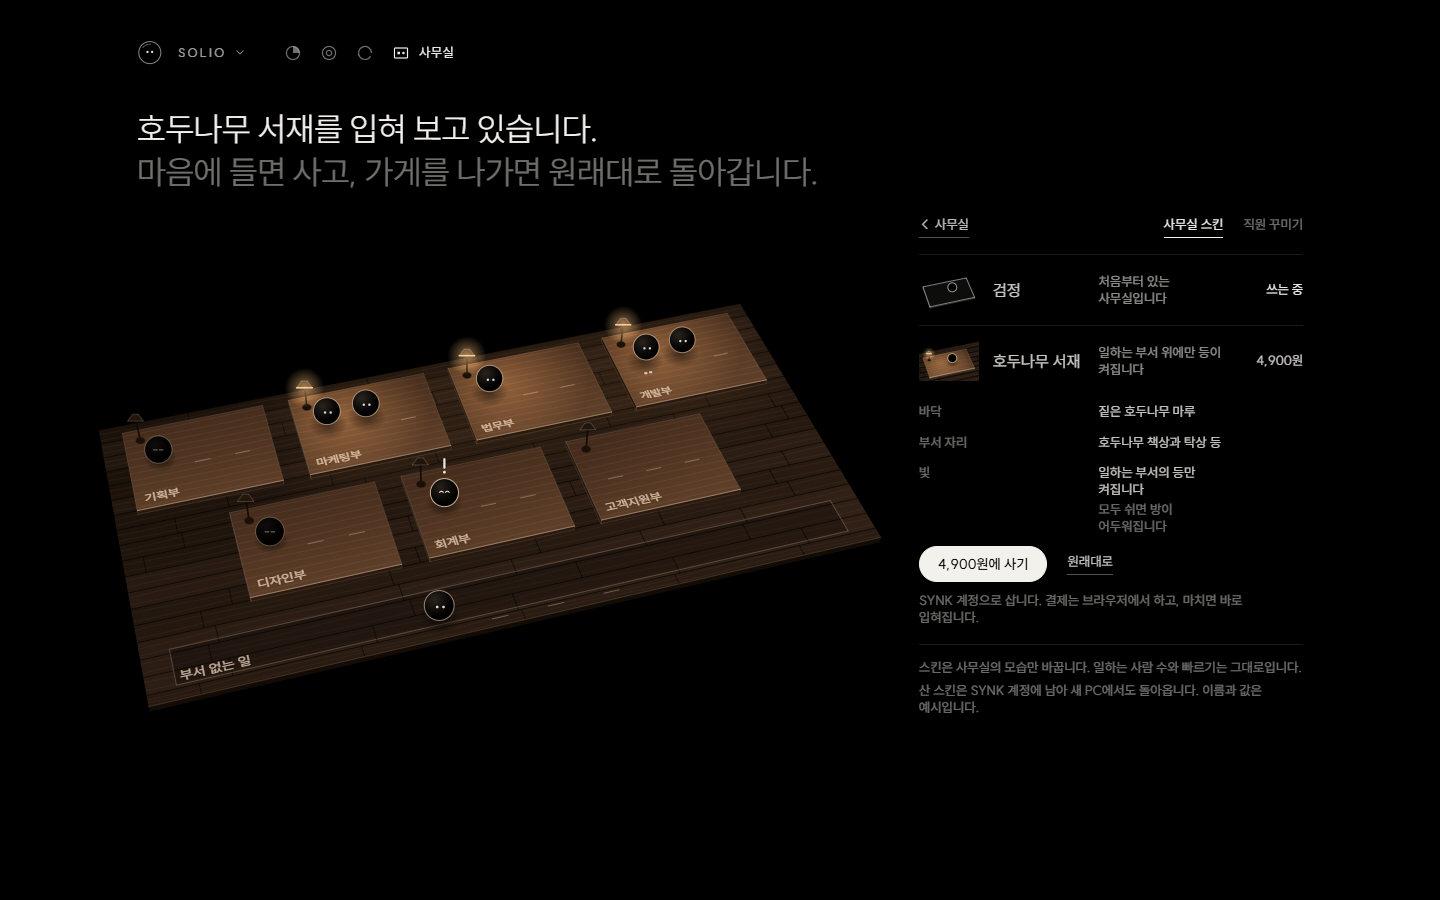 SOLIO
사무실
호두나무 서재를 입혀 보고 있습니다.
마음에 들면 사고, 가게를 나가면 원래대로 돌아갑니다.
사무실
사무실 스킨
직원 꾸미기
검정
처음부터 있는
사무실입니다
쓰는 중
호두나무 서재
일하는 부서 위에만 등이
켜집니다
4,900원
바닥
짙은 호두나무 마루
부서 자리
호두나무 책상과 탁상 등
빛
일하는 부서의 등만
켜집니다
모두 쉬면 방이
어두워집니다
4,900원에 사기
원래대로
SYNK 계정으로 삽니다. 결제는 브라우저에서 하고, 마치면 바로
입혀집니다.
스킨은 사무실의 모습만 바꿉니다. 일하는 사람 수와 빠르기는 그대로입니다.
산 스킨은 SYNK 계정에 남아 새 PC에서도 돌아옵니다. 이름과 값은
예시입니다.
기획부
마케팅부
법무부
개발부
디자인부
회계부
고객지원부
!
부서 없는 일